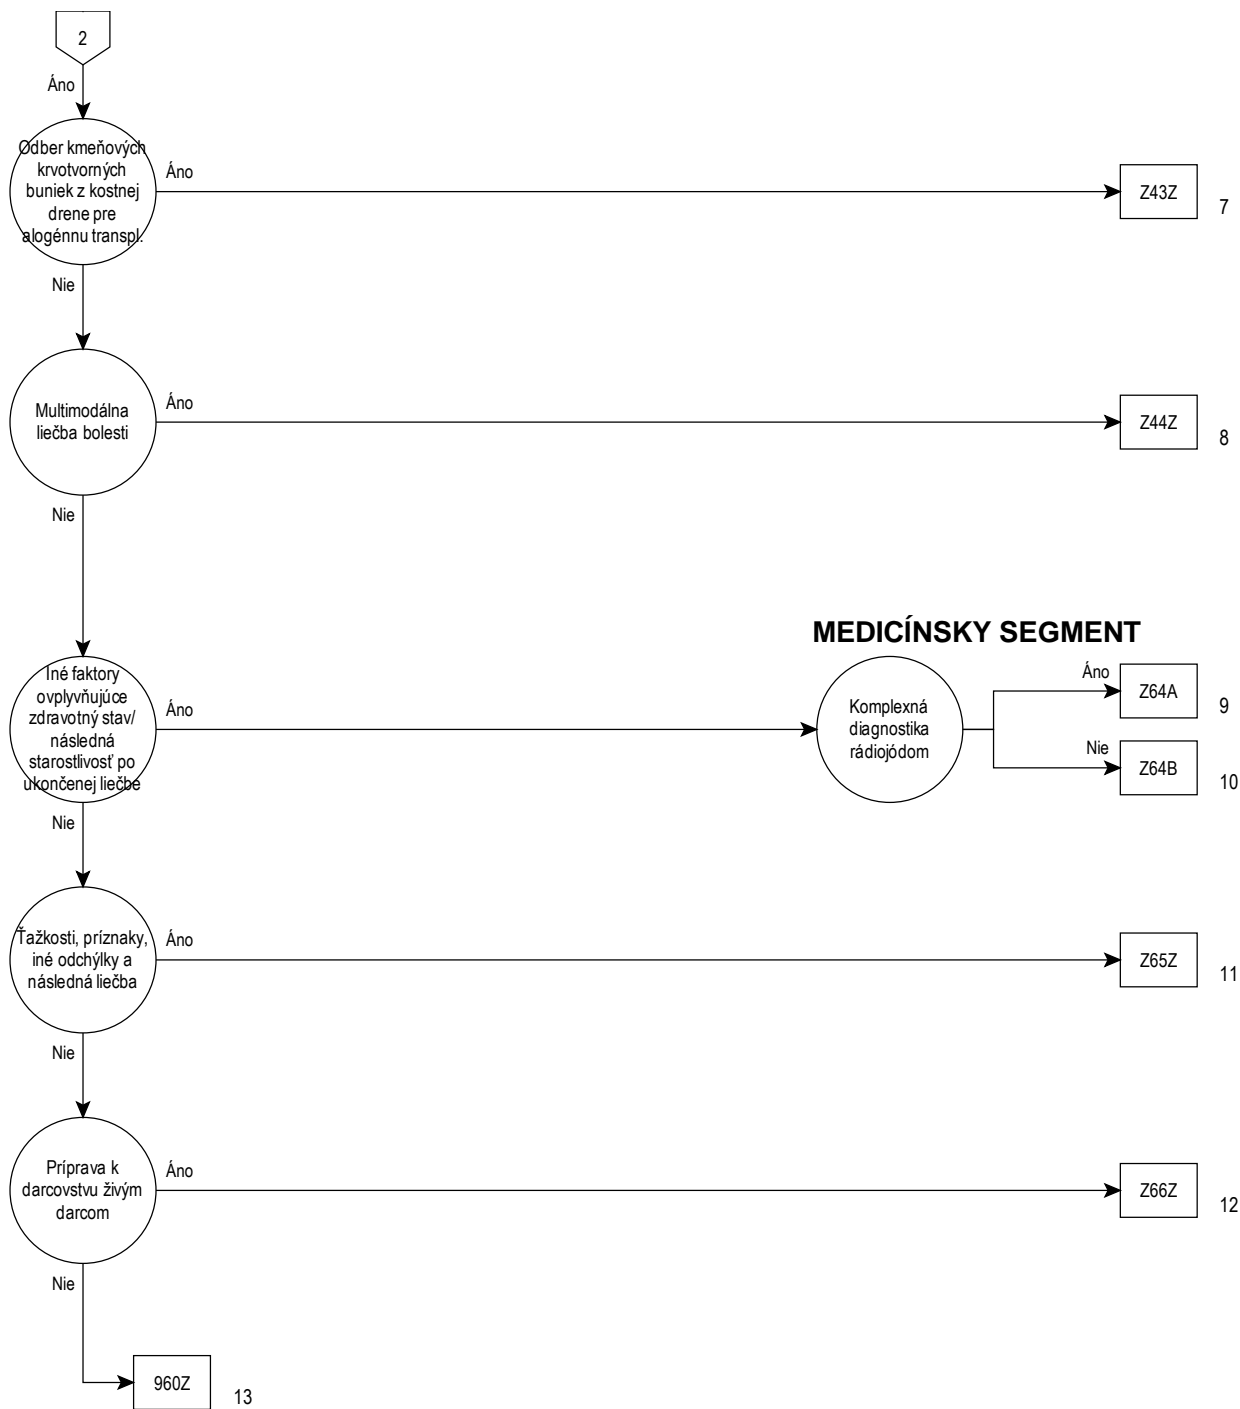 2
Áno
Odber kmeňových
krvotvorných
buniek z kostnej
drene pre
alogénnu transpl.
Áno
Z43Z
7
Nie
Multimodálna
liečba bolesti
Áno
Z44Z
8
Nie
MEDICÍNSKY SEGMENT
Iné faktory
ovplyvňujúce
zdravotný stav/
následná
starostlivosť po
ukončenej liečbe
Áno
Komplexná
diagnostika
rádiojódom
Áno
Z64A
9
Nie
Z64B
10
Nie
Ťažkosti, príznaky,
iné odchýlky a
následná liečba
Áno
Z65Z
11
Nie
Príprava k
darcovstvu živým
darcom
Áno
Z66Z
12
Nie
960Z
13